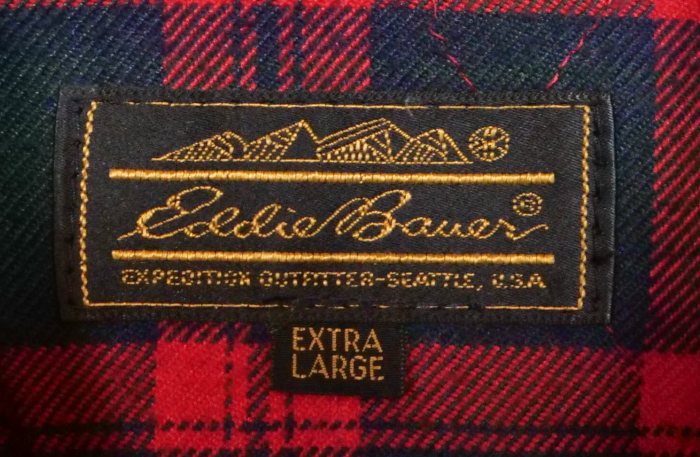 Eddie Bauer ®
EXPEDITION OUTFITTER-SEATTLE, U.S.A.
EXTRA
LARGE